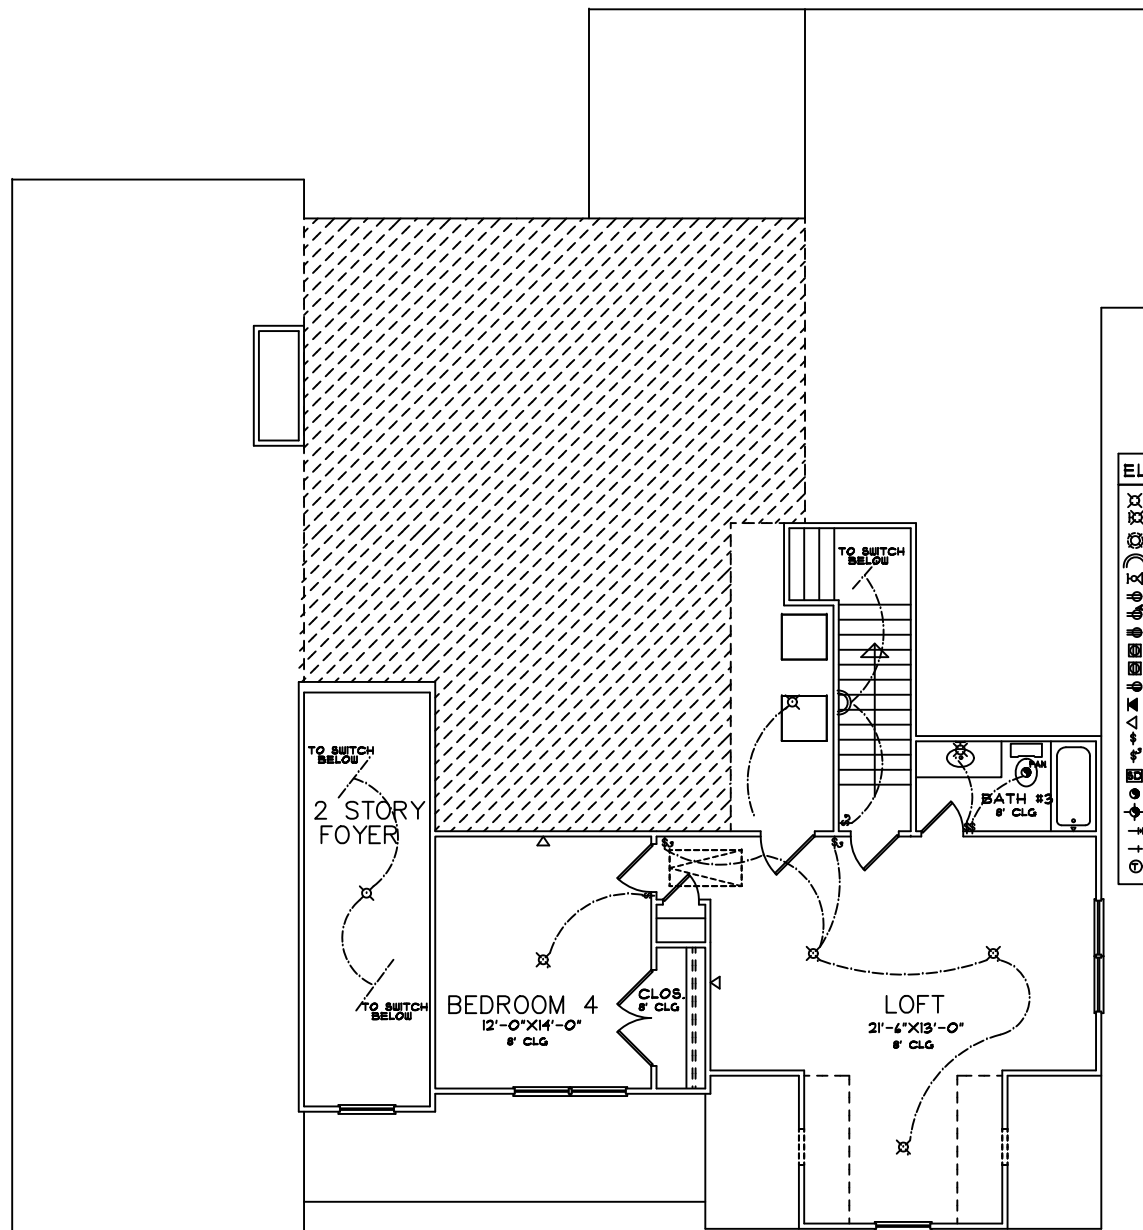 EL
TO SWITCH
BELOW
TO SWITCH
BELOW
2 STORY
FOYER
FAN
BATH #3
8' CLG
BEDROOM 4
12'-0"X14'-0"
8' CLG
CLOS.
8' CLG
LOFT
21'-6"X13'-0"
8' CLG
TO SWITCH
BELOW